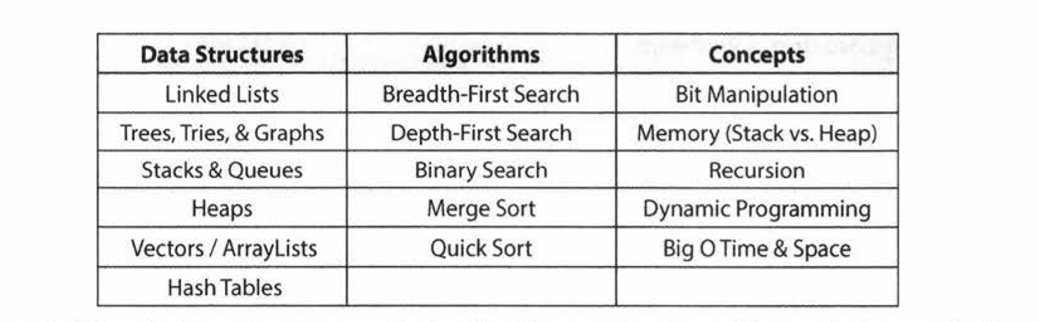 Data Structures Algorithms Concepts
Linked Lists Breadth-First Search Bit Manipulation
Trees, Tries, & Graphs Depth-First Search Memory (Stack vs. Heap)
Stacks & Queues Binary Search Recursion
Heaps Merge Sort Dynamic Programming
Vectors / ArrayLists Quick Sort Big O Time & Space
Hash Tables